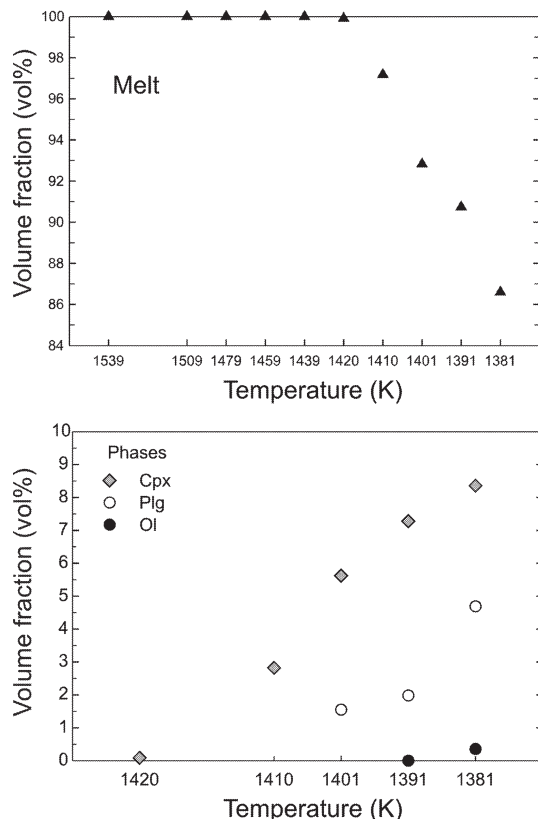 100
98
96
94
92
90
88
86
84
Volume fraction (vol%)
Melt
1539 1509 1479 1459 1439 1420 1410 1401 1391 1381
Temperature (K)
10
9
8
7
6
5
4
3
2
1
0
Volume fraction (vol%)
Phases
Cpx
Plg
Ol
1420 1410 1401 1391 1381
Temperature (K)